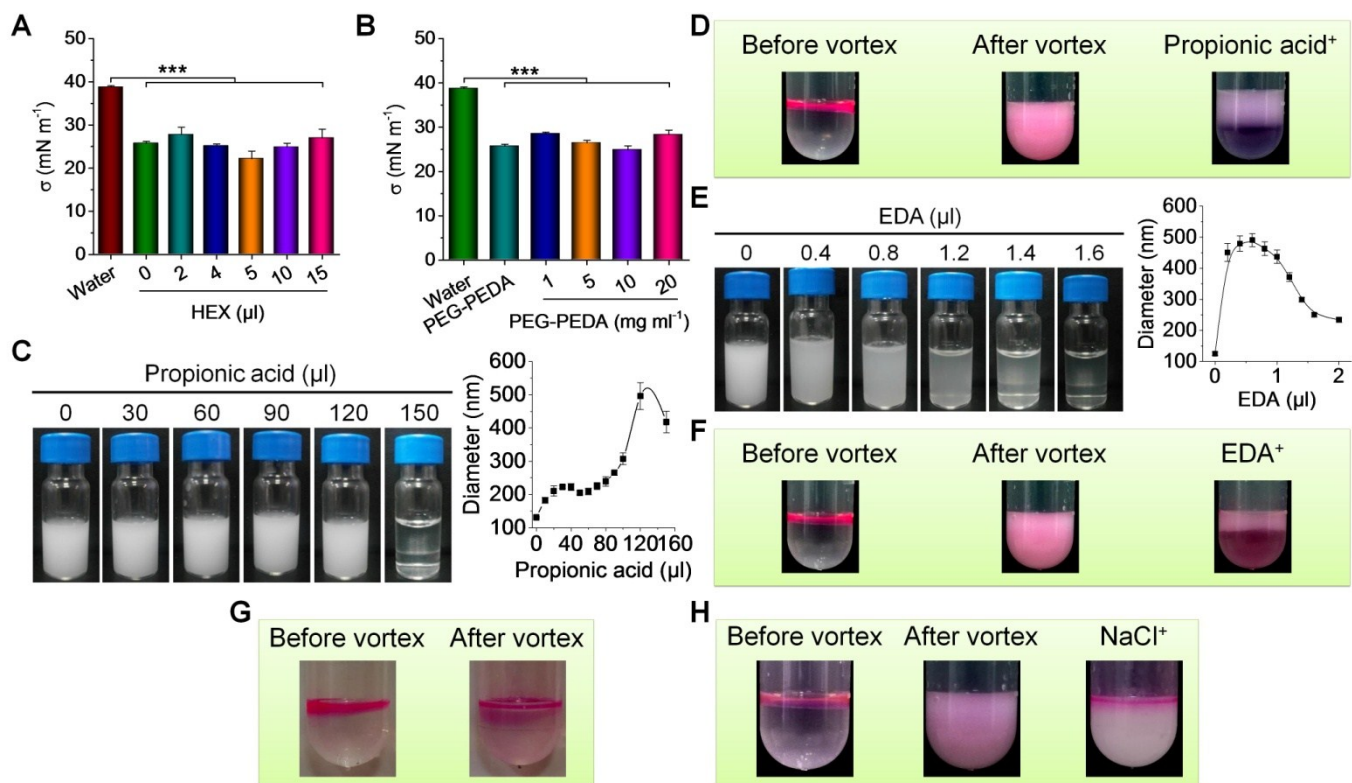 A
50
40
30
20
10
0
σ (mN m⁻¹)
***
Water 0 2 4 5 10 15
HEX (µl)
B
50
40
30
20
10
0
σ (mN m⁻¹)
***
Water PEG-PEDA 1 5 10 20
PEG-PEDA (mg ml⁻¹)
C
Propionic acid (µl)
0 30 60 90 120 150
600
500
400
300
200
100
Diameter (nm)
0 40 80 120 160
Propionic acid (µl)
D
Before vortex After vortex Propionic acid⁺
E
EDA (µl)
0 0.4 0.8 1.2 1.4 1.6
600
500
400
300
200
100
Diameter (nm)
0 1 2
EDA (µl)
F
Before vortex After vortex EDA⁺
G
Before vortex After vortex
H
Before vortex After vortex NaCl⁺